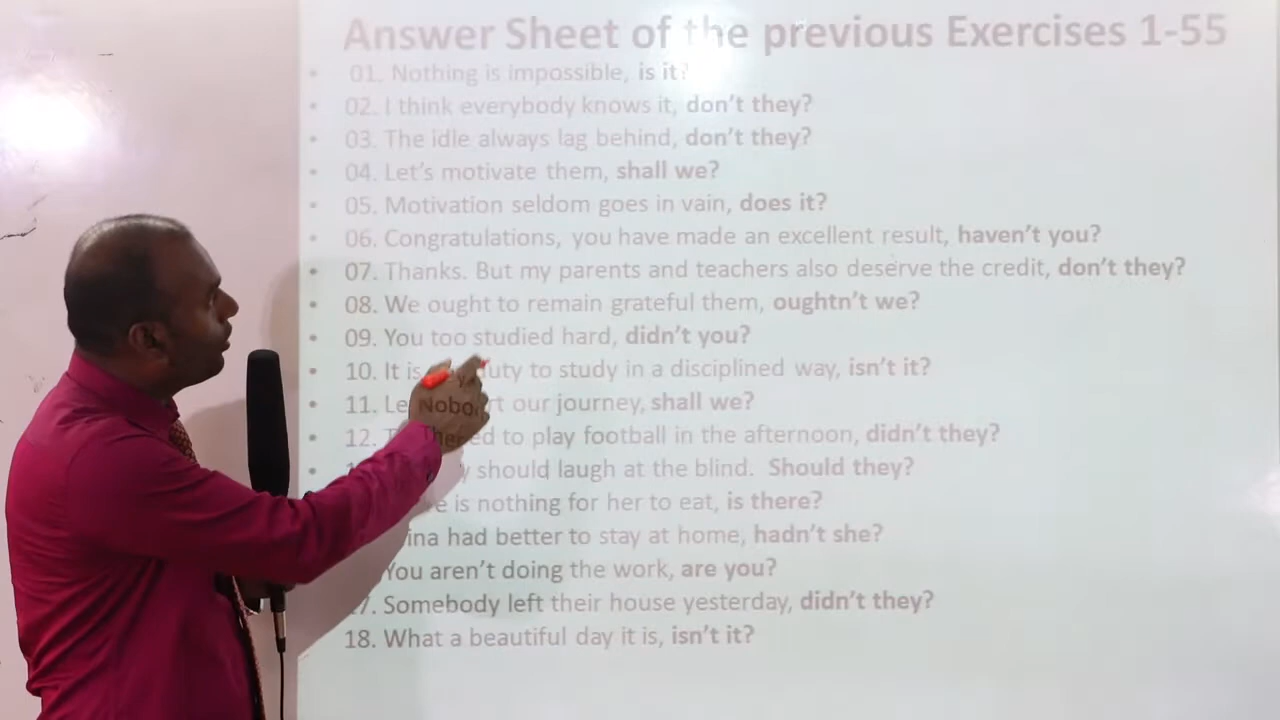 Answer Sheet of the previous Exercises 1-55
01. Nothing is impossible, is it?
02. I think everybody knows it, don't they?
03. The idle always lag behind, don't they?
04. Let's motivate them, shall we?
05. Motivation seldom goes in vain, does it?
06. Congratulations, you have made an excellent result, haven't you?
07. Thanks. But my parents and teachers also deserve the credit, don't they?
08. We ought to remain grateful them, oughtn't we?
09. You too studied hard, didn't you?
10. It is duty to study in a disciplined way, isn't it?
11. our journey, shall we?
12. to play football in the afternoon, didn't they?
should laugh at the blind. Should they?
is nothing for her to eat, is there?
had better to stay at home, hadn't she?
You aren't doing the work, are you?
17. Somebody left their house yesterday, didn't they?
18. What a beautiful day it is, isn't it?